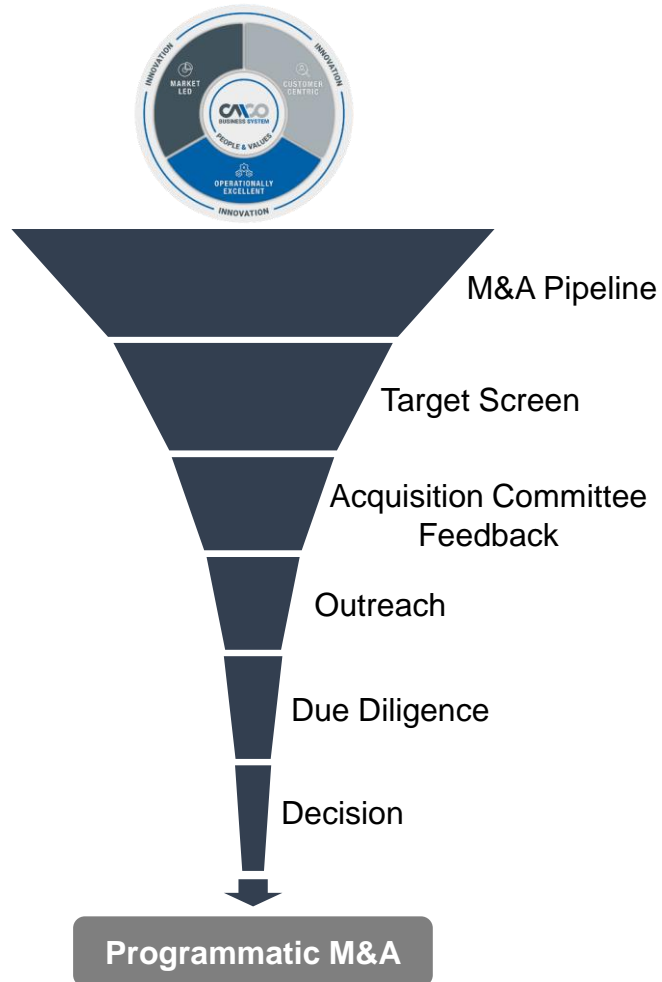 INNOVATION
INNOVATION
MARKET
LED
CUSTOMER
CENTRIC
CMCO
BUSINESS SYSTEM
PEOPLE & VALUES
OPERATIONALLY
EXCELLENT
INNOVATION
M&A Pipeline
Target Screen
Acquisition Committee
Feedback
Outreach
Due Diligence
Decision
Programmatic M&A